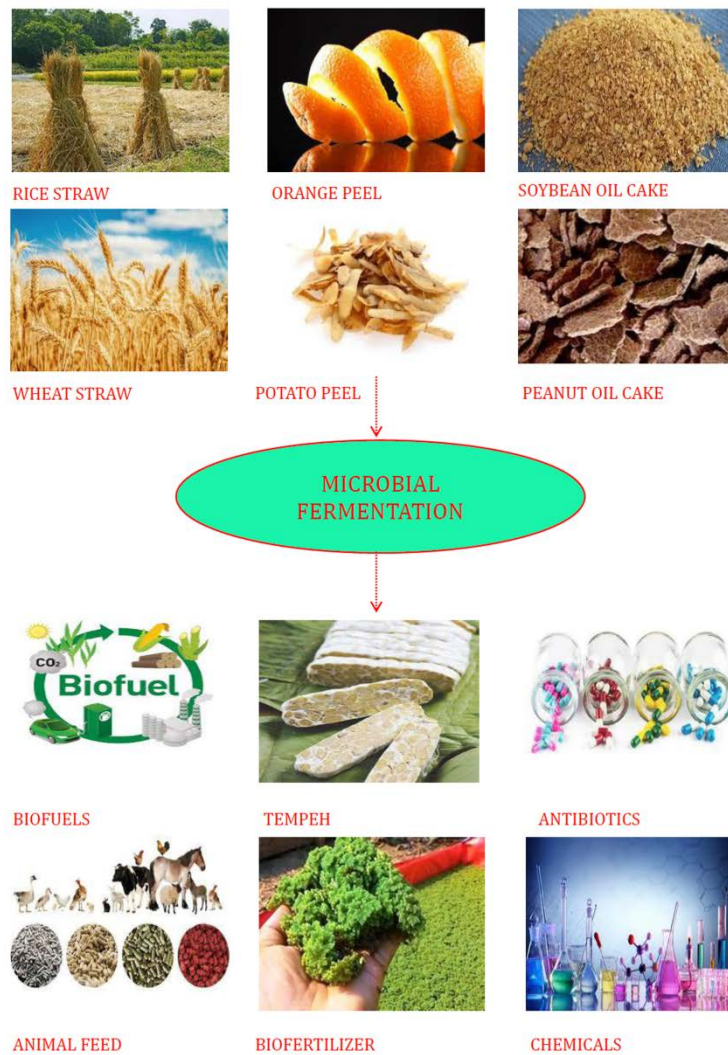 RICE STRAW
ORANGE PEEL
SOYBEAN OIL CAKE
WHEAT STRAW
POTATO PEEL
PEANUT OIL CAKE
MICROBIAL
FERMENTATION
CO₂
Biofuel
BIOFUELS
TEMPEH
ANTIBIOTICS
ANIMAL FEED
BIOFERTILIZER
CHEMICALS